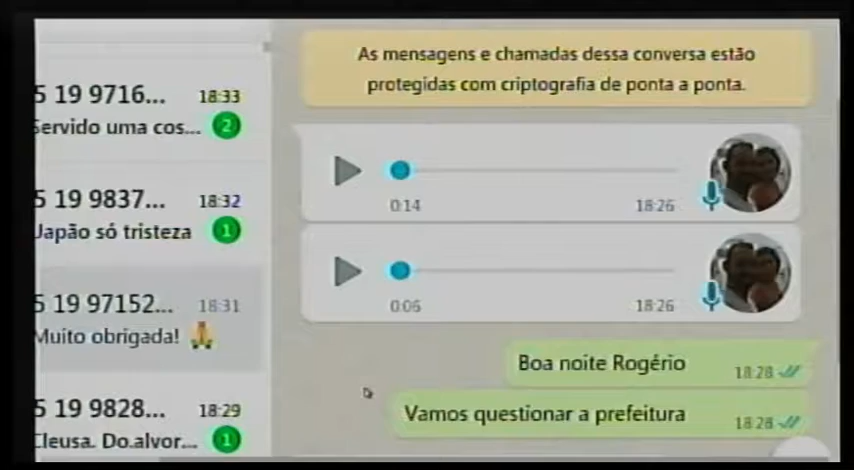 5 19 9716... 18:33
Servido uma cos... 2
5 19 9837... 18:32
Japão só tristeza 1
5 19 97152... 18:31
Muito obrigada! 🙏
5 19 9828... 18:29
Cleusa. Do.alvor... 1
As mensagens e chamadas dessa conversa estão
protegidas com criptografia de ponta a ponta.
0:14 18:26
0:06 18:26
Boa noite Rogério 18:28
Vamos questionar a prefeitura 18:28